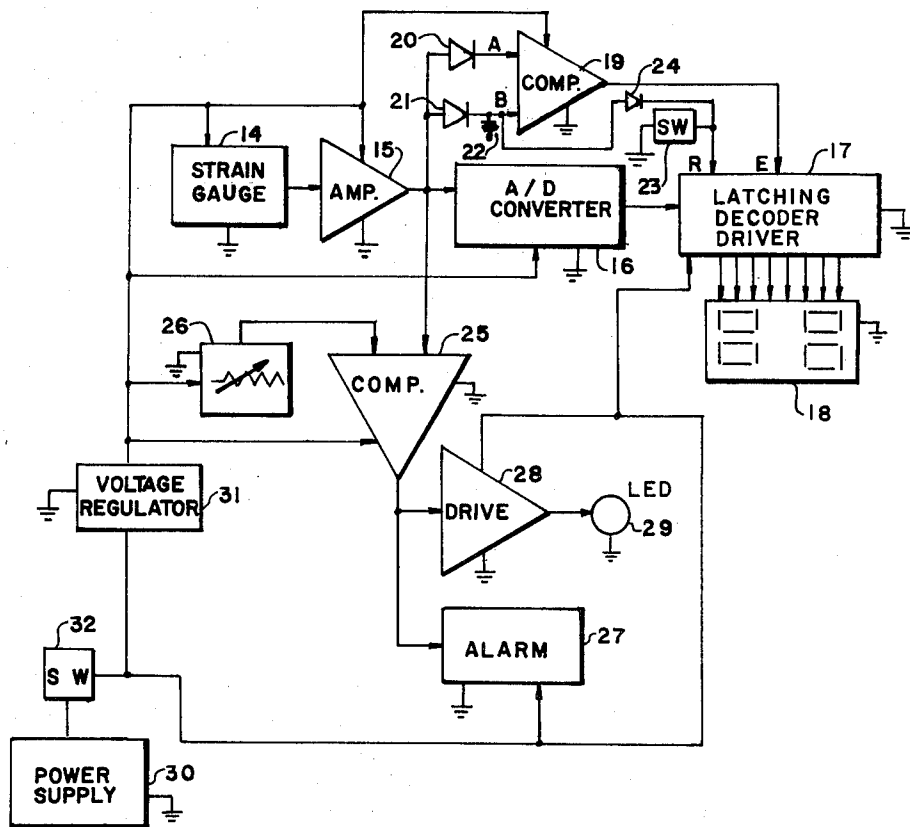 20
A
19
COMP.
24
21
B
22
SW
23
R
E
17
14
STRAIN
GAUGE
15
AMP.
A/D
CONVERTER
16
LATCHING
DECODER
DRIVER
18
26
25
COMP.
VOLTAGE
REGULATOR
31
28
DRIVE
LED
29
32
SW
ALARM
27
POWER
SUPPLY
30